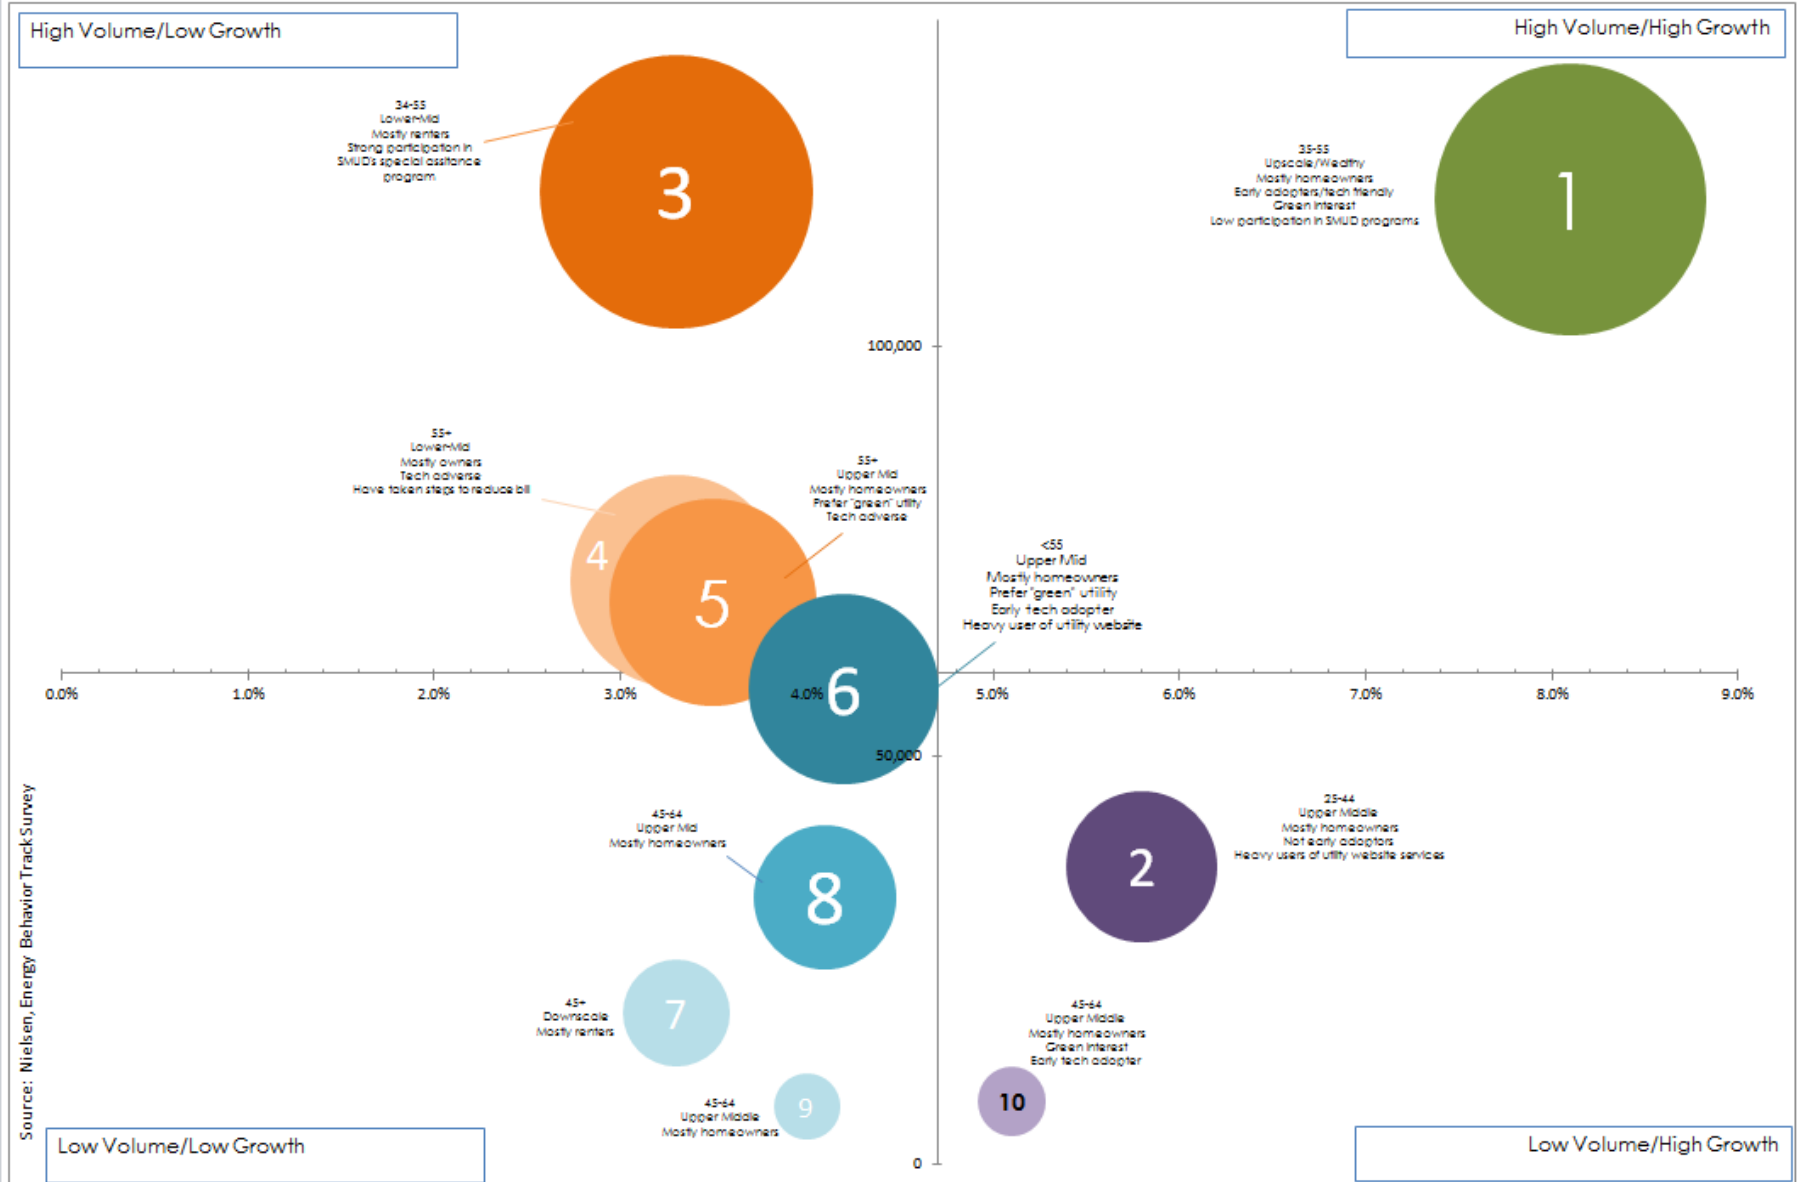 High Volume/Low Growth
High Volume/High Growth
34-55
Lower-Mid
Mostly renters
Strong participation in
SMUD's special assitance
program
3
35-55
Upscale/Wealthy
Mostly homeowners
Early adopters/tech friendly
Green Interest
Low participation in SMUD programs
1
100,000
55+
Lower-Mid
Mostly owners
Tech adverse
Have taken steps to reduce bill
4
55+
Upper Mid
Mostly homeowners
Prefer "green" utility
Tech adverse
5
<55
Upper Miid
Mostly homeowners
Prefer "green" utility
Early tech adopter
Heavy user of utility website
6
0.0%
1.0%
2.0%
3.0%
4.0%
5.0%
6.0%
7.0%
8.0%
9.0%
50,000
45-64
Upper Mid
Mostly homeowners
8
25-44
Upper Middle
Mostly homeowners
Not early adoptors
Heavy users of utility website services
2
45+
Downscale
Mostly renters
7
45-64
Upper Middle
Mostly homeowners
Green Interest
Early tech adopter
10
45-64
Upper Middle
Mostly homeowners
9
0
Source: Nielsen, Energy Behavior Track Survey
Low Volume/Low Growth
Low Volume/High Growth